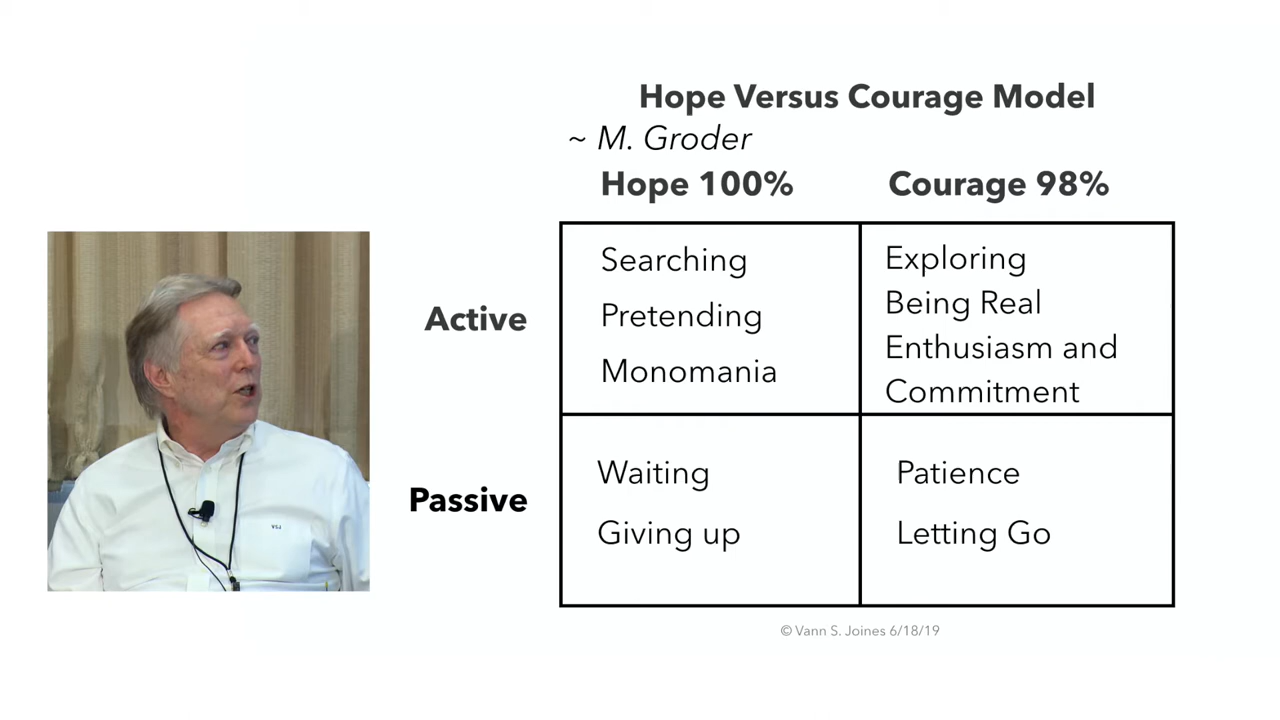 Hope Versus Courage Model
~ M. Groder
Hope 100%
Courage 98%
Active
Searching
Pretending
Monomania
Exploring
Being Real
Enthusiasm and
Commitment
Passive
Waiting
Giving up
Patience
Letting Go
© Vann S. Joines 6/18/19
VSJ